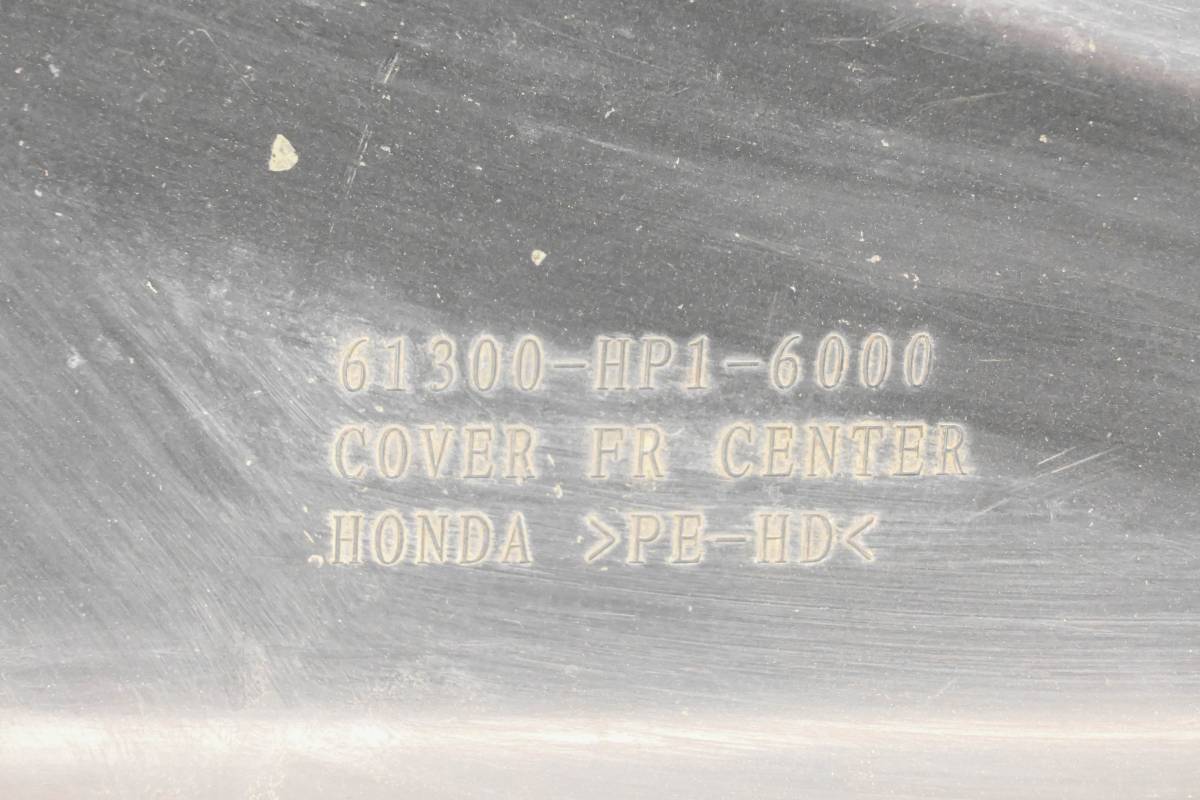 61300-HP1-6000
COVER FR CENTER
HONDA >PE-HD<